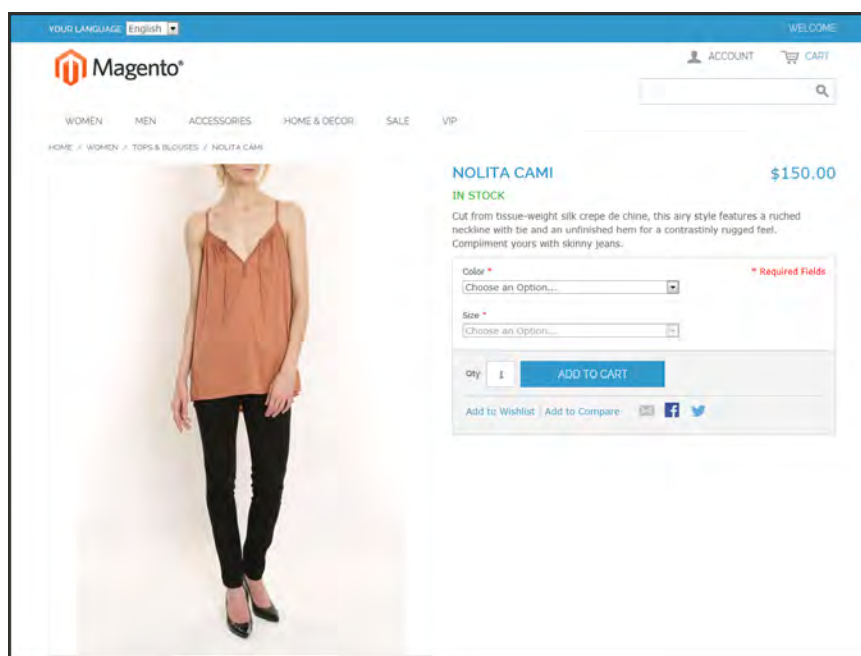 YOUR LANGUAGE: English
WELCOME
Magento®
ACCOUNT
CART
WOMEN MEN ACCESSORIES HOME & DECOR SALE VIP
HOME / WOMEN / TOPS & BLOUSES / NOLITA CAMI
NOLITA CAMI $150.00
IN STOCK
Cut from tissue-weight silk crepe de chine, this airy style features a ruched
neckline with tie and an unfinished hem for a contrastinly rugged feel.
Compliment yours with skinny jeans.
Color * * Required Fields
Choose an Option...
Size *
Choose an Option...
Qty 1 ADD TO CART
Add to Wishlist | Add to Compare